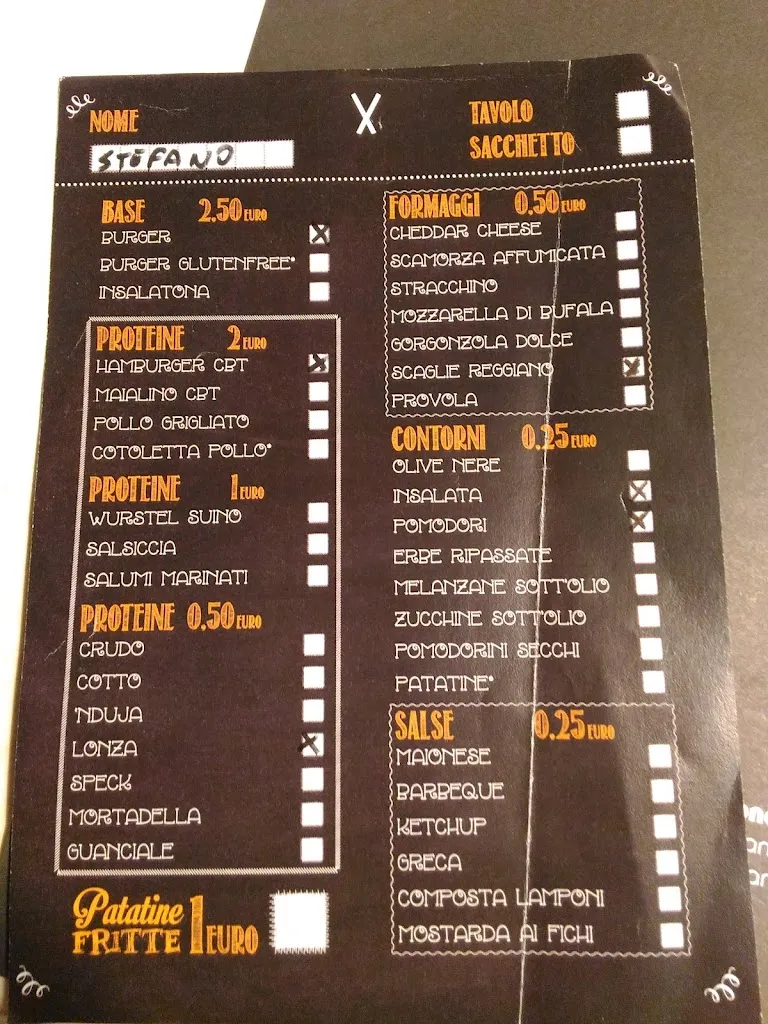 NOME
STEFANO
X
TAVOLO
SACCHETTO
BASE 2.50 EURO
BURGER
BURGER GLUTENFREE*
INSALATONA
PROTEINE 2 EURO
HAMBURGER CBT
MAIALINO CBT
POLLO GRIGLIATO
COTOLETTA POLLO*
PROTEINE 1 EURO
WURSTEL SUINO
SALSICCIA
SALUMI MARINATI
PROTEINE 0,50 EURO
CRUDO
COTTO
'NDUJA
LONZA
SPECK
MORTADELLA
GUANCIALE
Patatine
FRITTE 1 EURO
FORMAGGI 0.50 EURO
CHEDDAR CHEESE
SCAMORZA AFFUMICATA
STRACCHINO
MOZZARELLA DI BUFALA
GORGONZOLA DOLCE
SCAGLIE REGGIANO
PROVOLA
CONTORNI 0.25 EURO
OLIVE NERE
INSALATA
POMODORI
ERBE RIPASSATE
MELANZANE SOTT'OLIO
ZUCCHINE SOTT'OLIO
POMODORINI SECCHI
PATATINE*
SALSE 0.25 EURO
MAIONESE
BARBEQUE
KETCHUP
GRECA
COMPOSTA LAMPONI
MOSTARDA AI FICHI